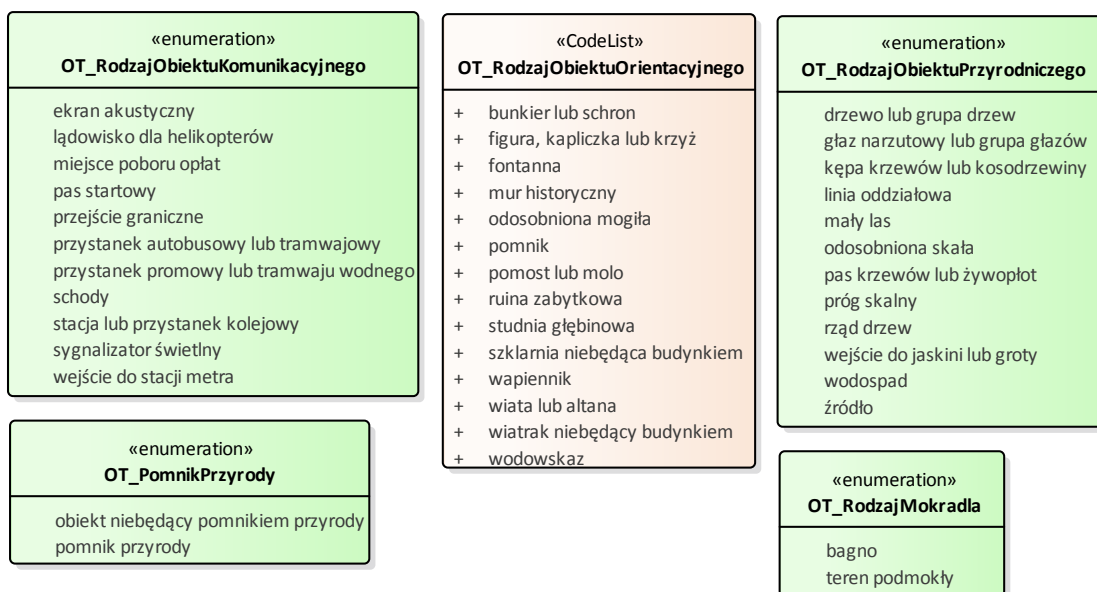 «enumeration»
OT_RodzajObiektuKomunikacyjnego
ekran akustyczny
lądowisko dla helikopterów
miejsce poboru opłat
pas startowy
przejście graniczne
przystanek autobusowy lub tramwajowy
przystanek promowy lub tramwaju wodnego
schody
stacja lub przystanek kolejowy
sygnalizator świetlny
wejście do stacji metra
«CodeList»
OT_RodzajObiektuOrientacyjnego
+ bunkier lub schron
+ figura, kapliczka lub krzyż
+ fontanna
+ mur historyczny
+ odosobniona mogiła
+ pomnik
+ pomost lub molo
+ ruina zabytkowa
+ studnia głębinowa
+ szklarnia niebędąca budynkiem
+ wapiennik
+ wiata lub altana
+ wiatrak niebędący budynkiem
+ wodowskaz
«enumeration»
OT_RodzajObiektuPrzyrodniczego
drzewo lub grupa drzew
głaz narzutowy lub grupa głazów
kępa krzewów lub kosodrzewiny
linia oddziałowa
mały las
odosobniona skała
pas krzewów lub żywopłot
próg skalny
rząd drzew
wejście do jaskini lub groty
wodospad
źródło
«enumeration»
OT_PomnikPrzyrody
obiekt niebędący pomnikiem przyrody
pomnik przyrody
«enumeration»
OT_RodzajMokradla
bagno
teren podmokły